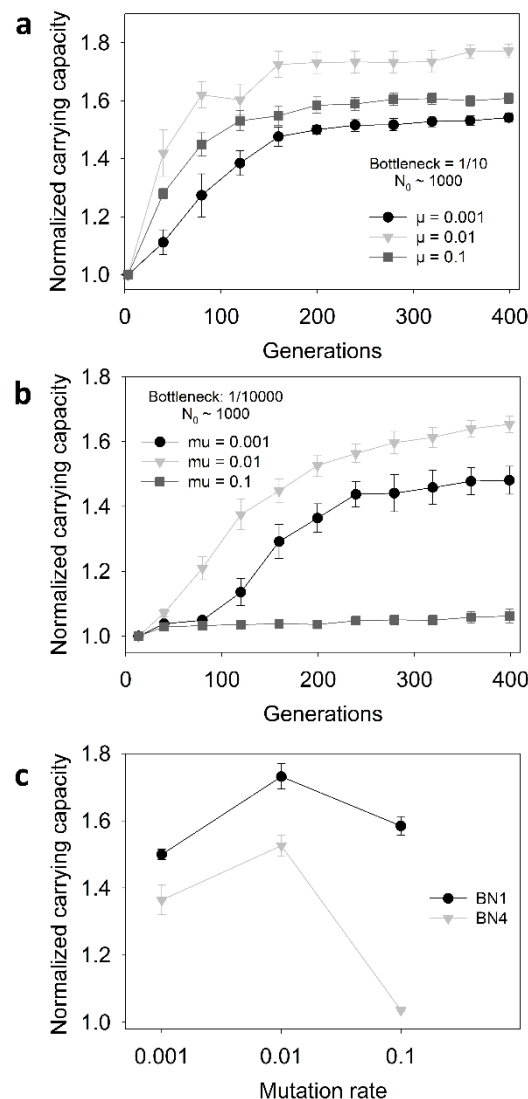 a
Normalized carrying capacity
1.8
1.6
1.4
1.2
1.0
Bottleneck = 1/10
N0 ~ 1000
μ = 0.001
μ = 0.01
μ = 0.1
0 100 200 300 400
Generations
b
Normalized carrying capacity
1.8
1.6
1.4
1.2
1.0
Bottleneck: 1/10000
N0 ~ 1000
mu = 0.001
mu = 0.01
mu = 0.1
0 100 200 300 400
Generations
c
Normalized carrying capacity
1.8
1.6
1.4
1.2
1.0
BN1
BN4
0.001 0.01 0.1
Mutation rate